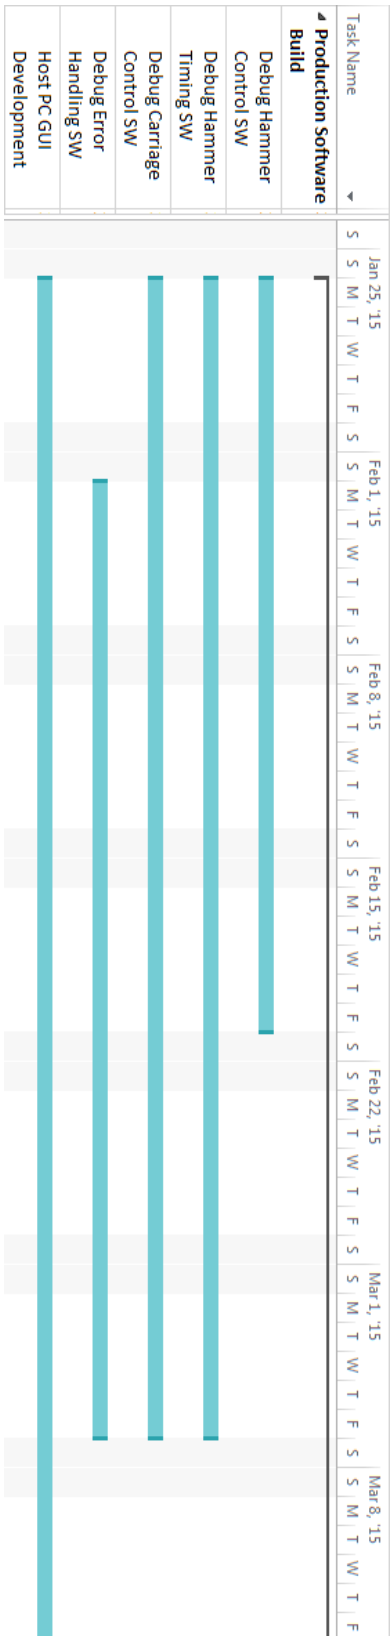 Task Name
Jan 25, '15
Feb 1, '15
Feb 8, '15
Feb 15, '15
Feb 22, '15
Mar 1, '15
Mar 8, '15
S S M T W T F S S M T W T F S S M T W T F S S M T W T F S S M T W T F S S M T W T F S S M T W T F
Production Software
Build
Debug Hammer
Control SW
Debug Hammer
Timing SW
Debug Carriage
Control SW
Debug Error
Handling SW
Host PC GUI
Development